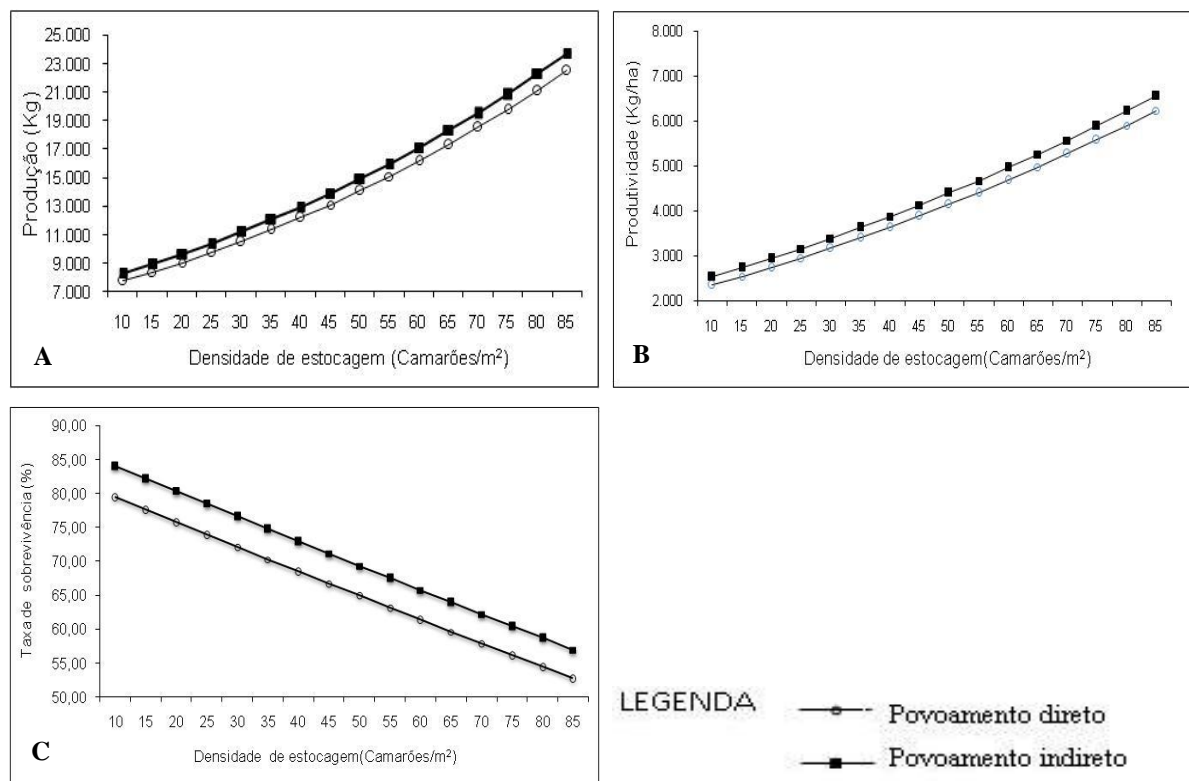 25.000
23.000
21.000
19.000
17.000
15.000
13.000
11.000
9.000
7.000
Produção (Kg)
10 15 20 25 30 35 40 45 50 55 60 65 70 75 80 85
Densidade de estocagem (Camarões/m²)
A
8.000
7.000
6.000
5.000
4.000
3.000
2.000
Produtividade (Kg/ha)
10 15 20 25 30 35 40 45 50 55 60 65 70 75 80 85
Densidade de estocagem(Camarões/m²)
B
90,00
85,00
80,00
75,00
70,00
65,00
60,00
55,00
50,00
Taxa de sobrevivência (%)
10 15 20 25 30 35 40 45 50 55 60 65 70 75 80 85
Densidade de estocagem(Camarões/m²)
C
LEGENDA
Povoamento direto
Povoamento indireto